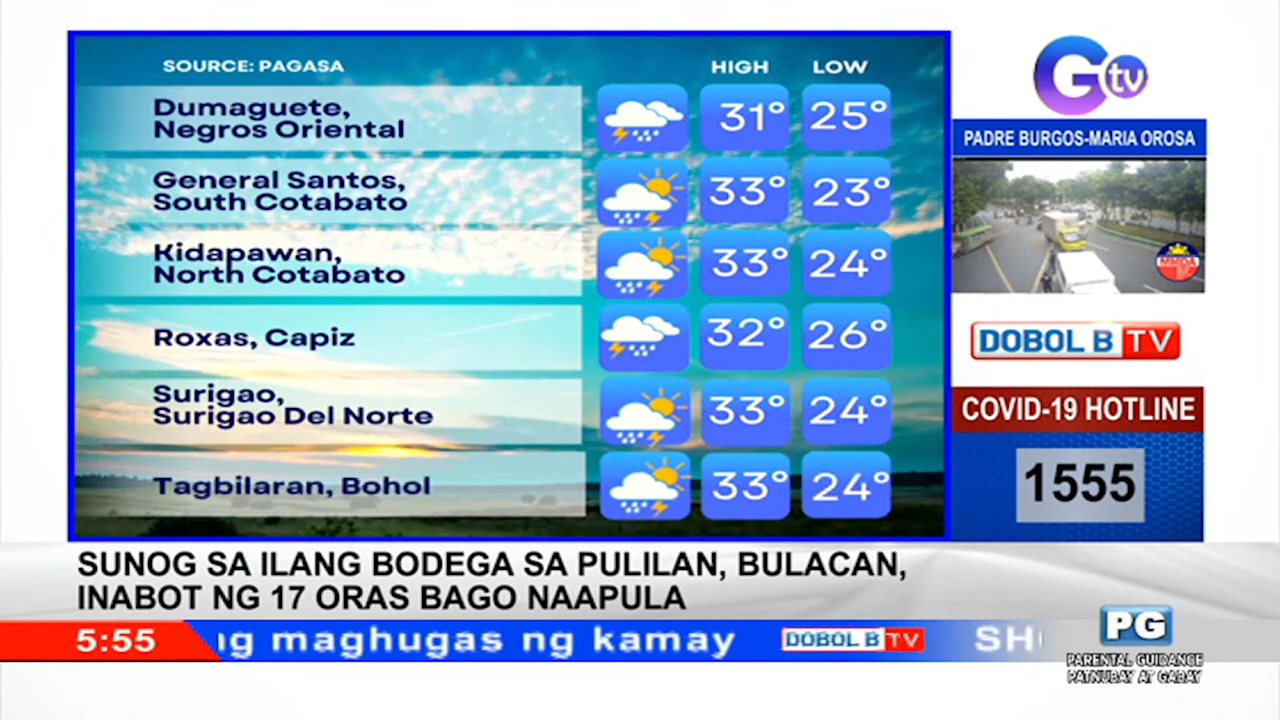 SOURCE: PAGASA
HIGH LOW
Dumaguete,
Negros Oriental
31° 25°
General Santos,
South Cotabato
33° 23°
Kidapawan,
North Cotabato
33° 24°
Roxas, Capiz
32° 26°
Surigao,
Surigao Del Norte
33° 24°
Tagbilaran, Bohol
33° 24°
Gtv
PADRE BURGOS-MARIA OROSA
MMDA
DOBOL B TV
COVID-19 HOTLINE
1555
SUNOG SA ILANG BODEGA SA PULILAN, BULACAN,
INABOT NG 17 ORAS BAGO NAAPULA
5:55 ng maghugas ng kamay DOBOL B TV SH
PG
PARENTAL GUIDANCE
PATNUBAY AT GABAY